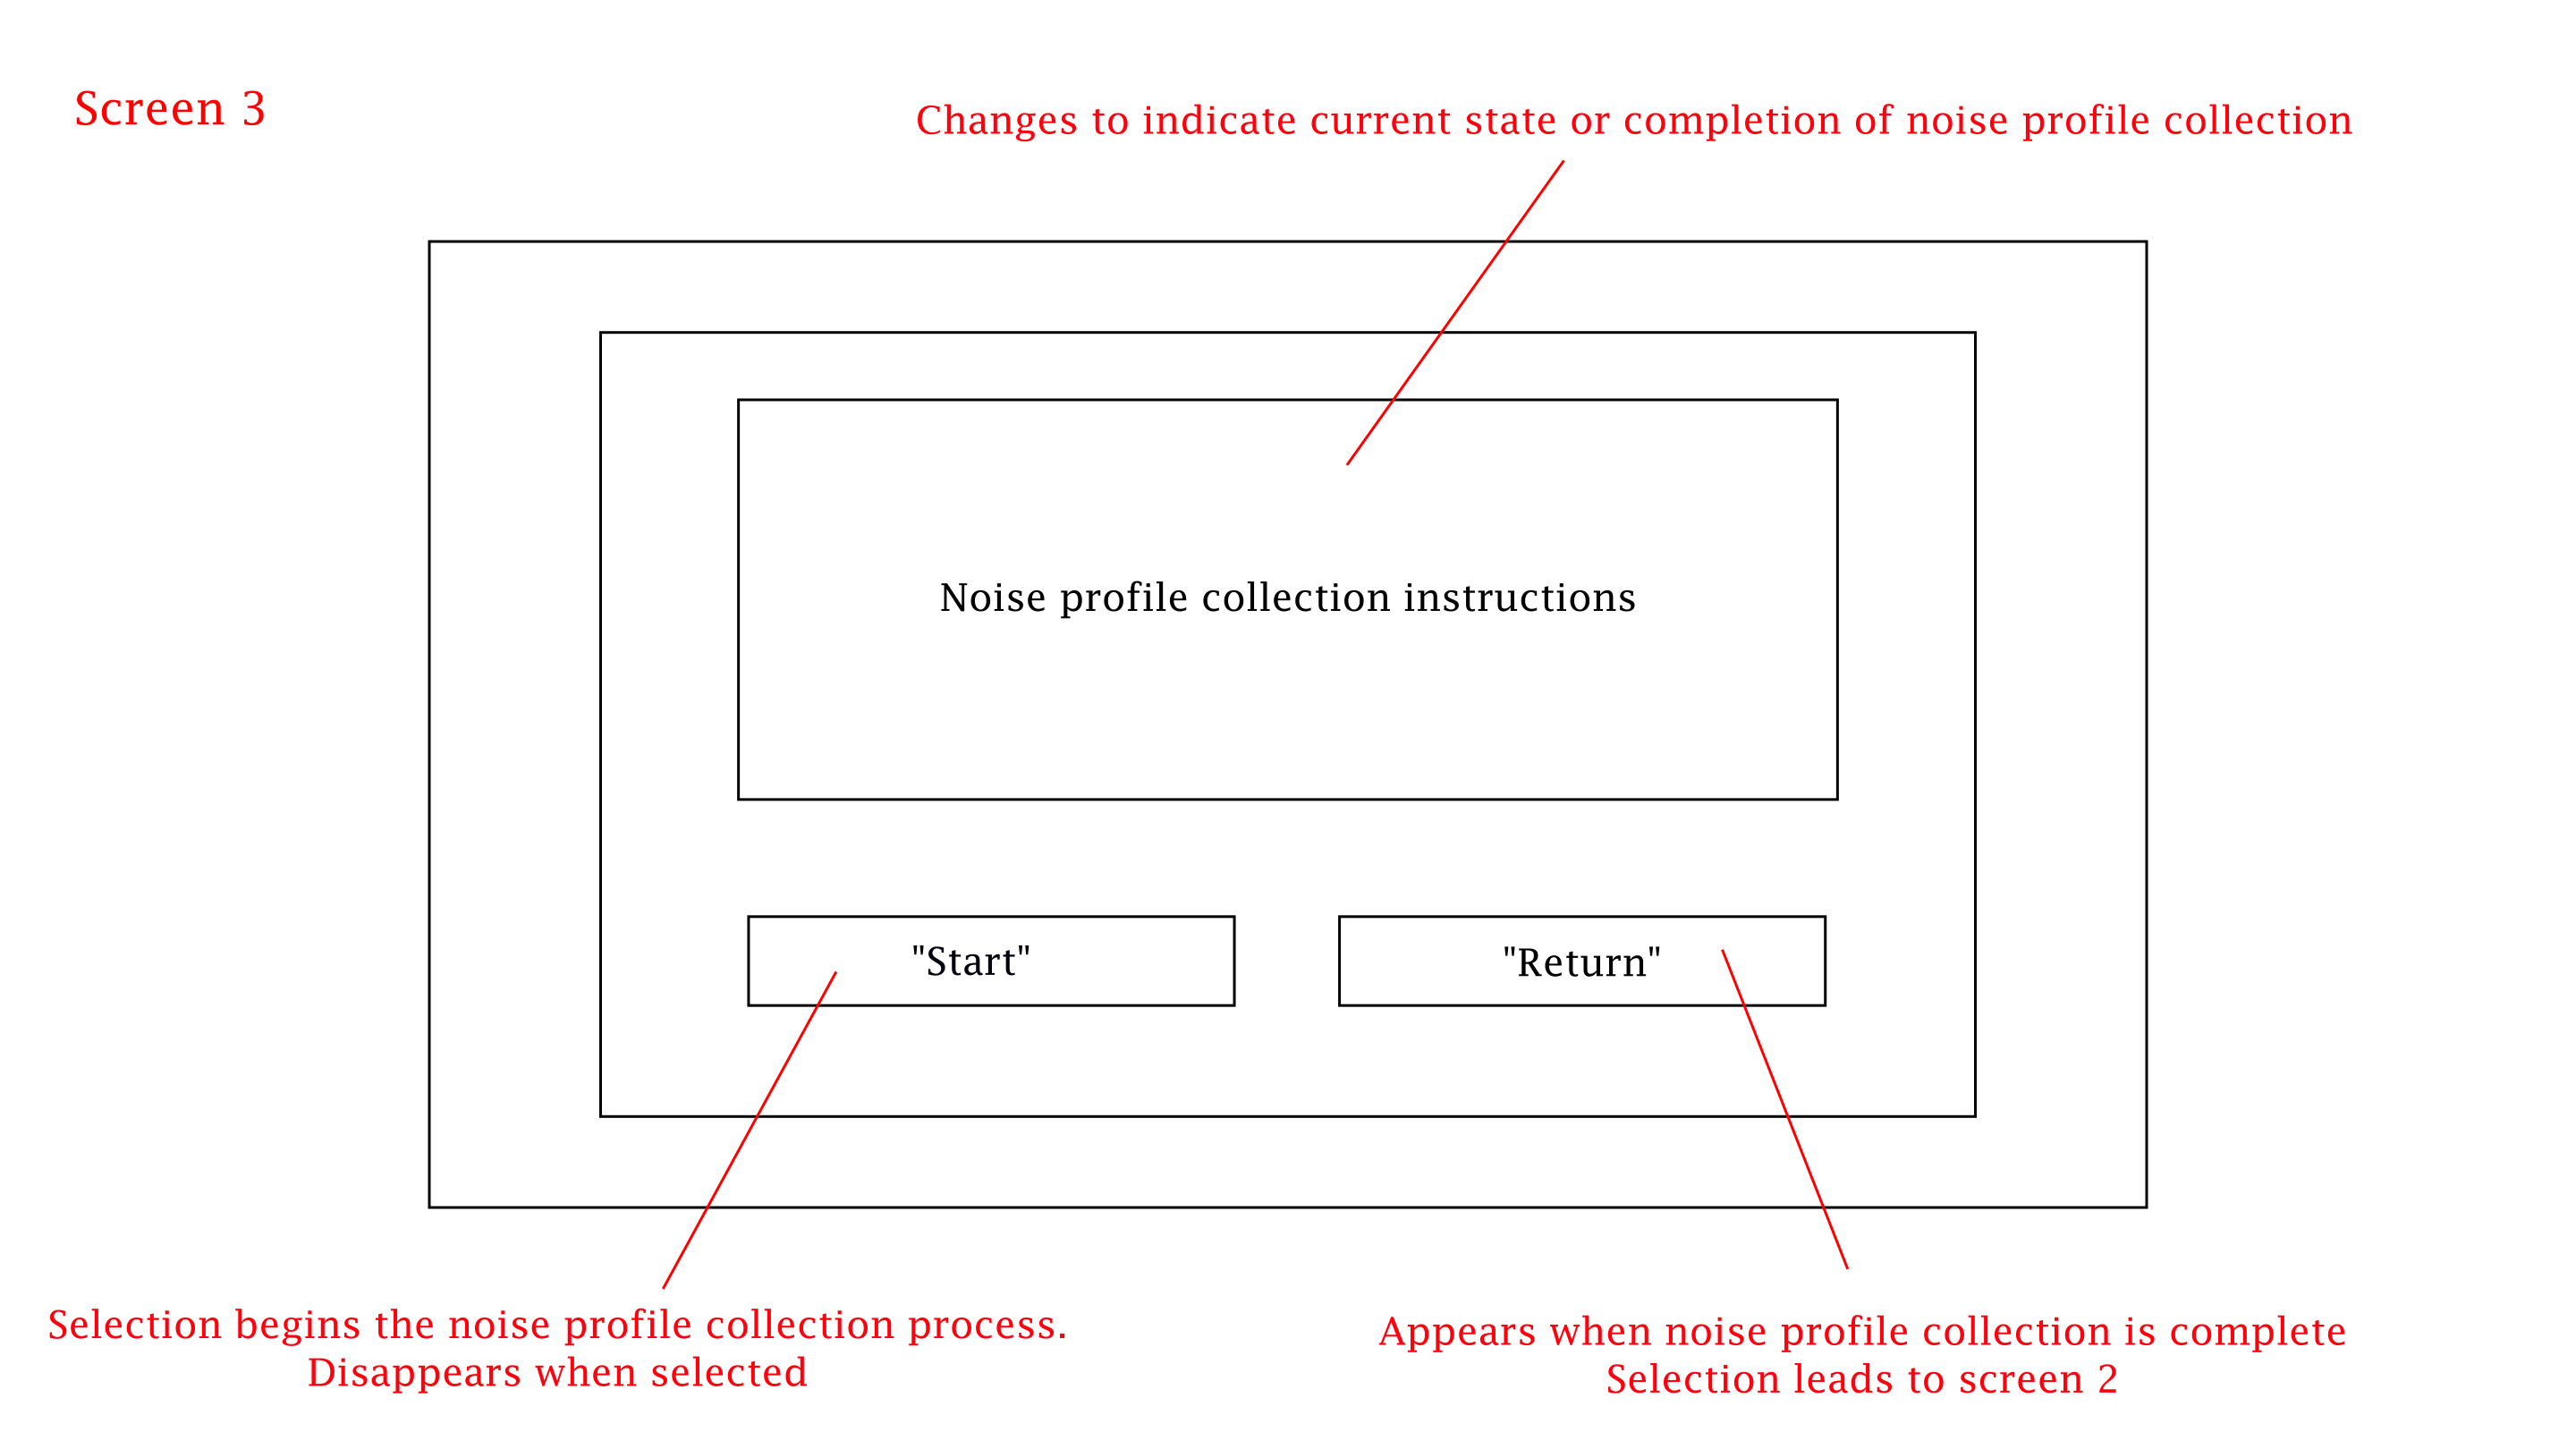 Screen 3
Changes to indicate current state or completion of noise profile collection
Noise profile collection instructions
"Start"
"Return"
Selection begins the noise profile collection process.
Disappears when selected
Appears when noise profile collection is complete
Selection leads to screen 2